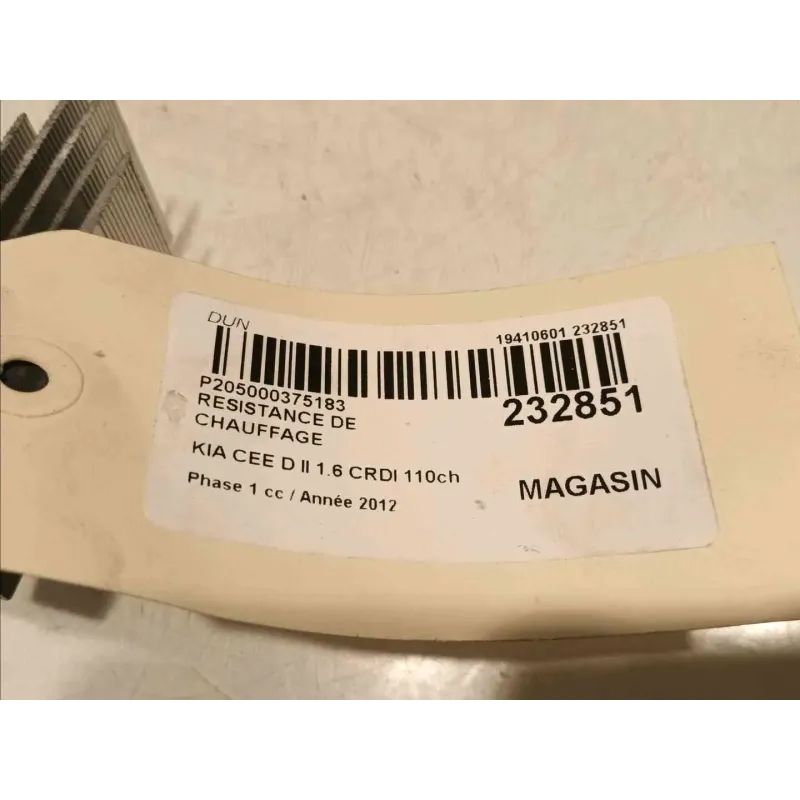 DUN
19410601 232851
P205000375183
232851
RESISTANCE DE
CHAUFFAGE
KIA CEE D II 1.6 CRDI 110ch
Phase 1 cc / Année 2012
MAGASIN